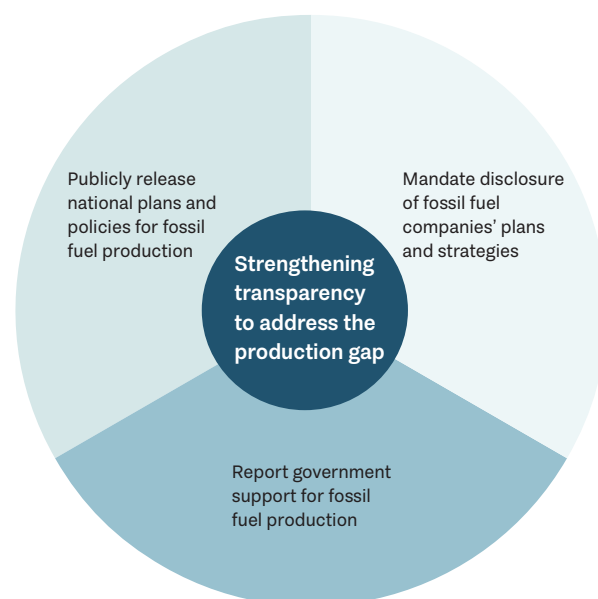 Publicly release
national plans and
policies for fossil
fuel production
Mandate disclosure
of fossil fuel
companies’ plans
and strategies
Strengthening
transparency
to address the
production gap
Report government
support for fossil
fuel production